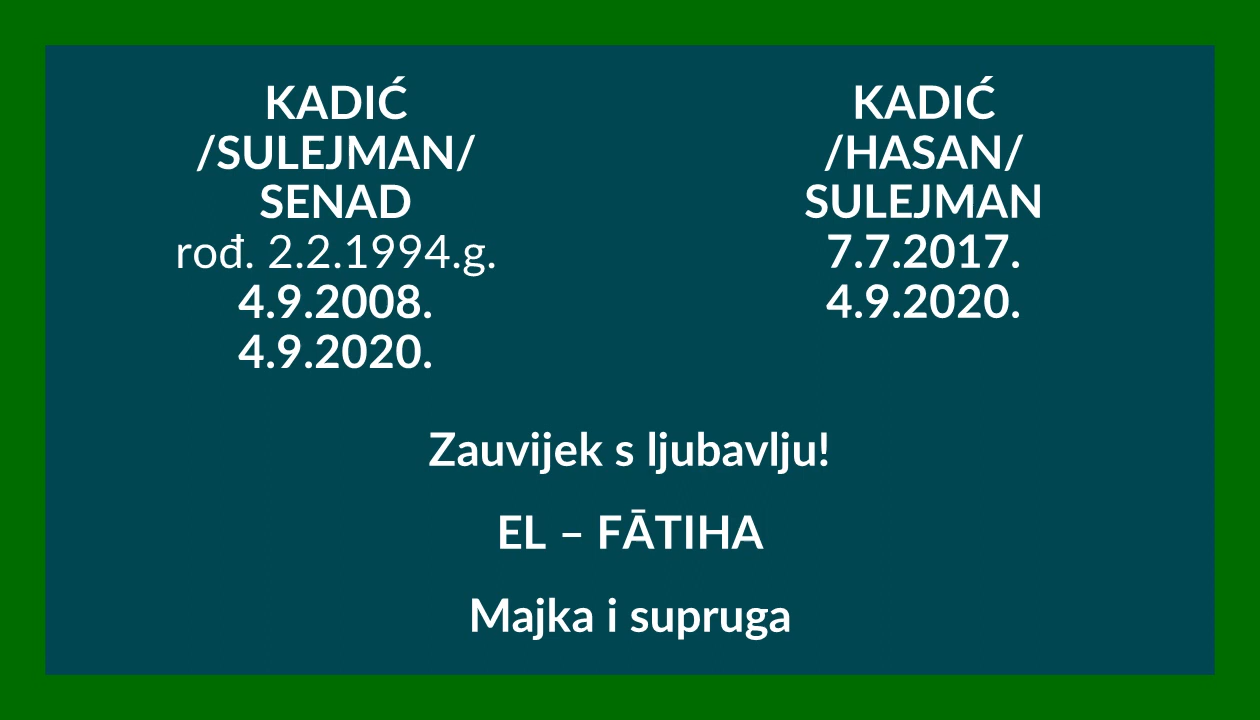 KADIĆ
/SULEJMAN/
SENAD
rođ. 2.2.1994.g.
4.9.2008.
4.9.2020.
KADIĆ
/HASAN/
SULEJMAN
7.7.2017.
4.9.2020.
Zauvijek s ljubavlju!
EL – FĀTIHA
Majka i supruga